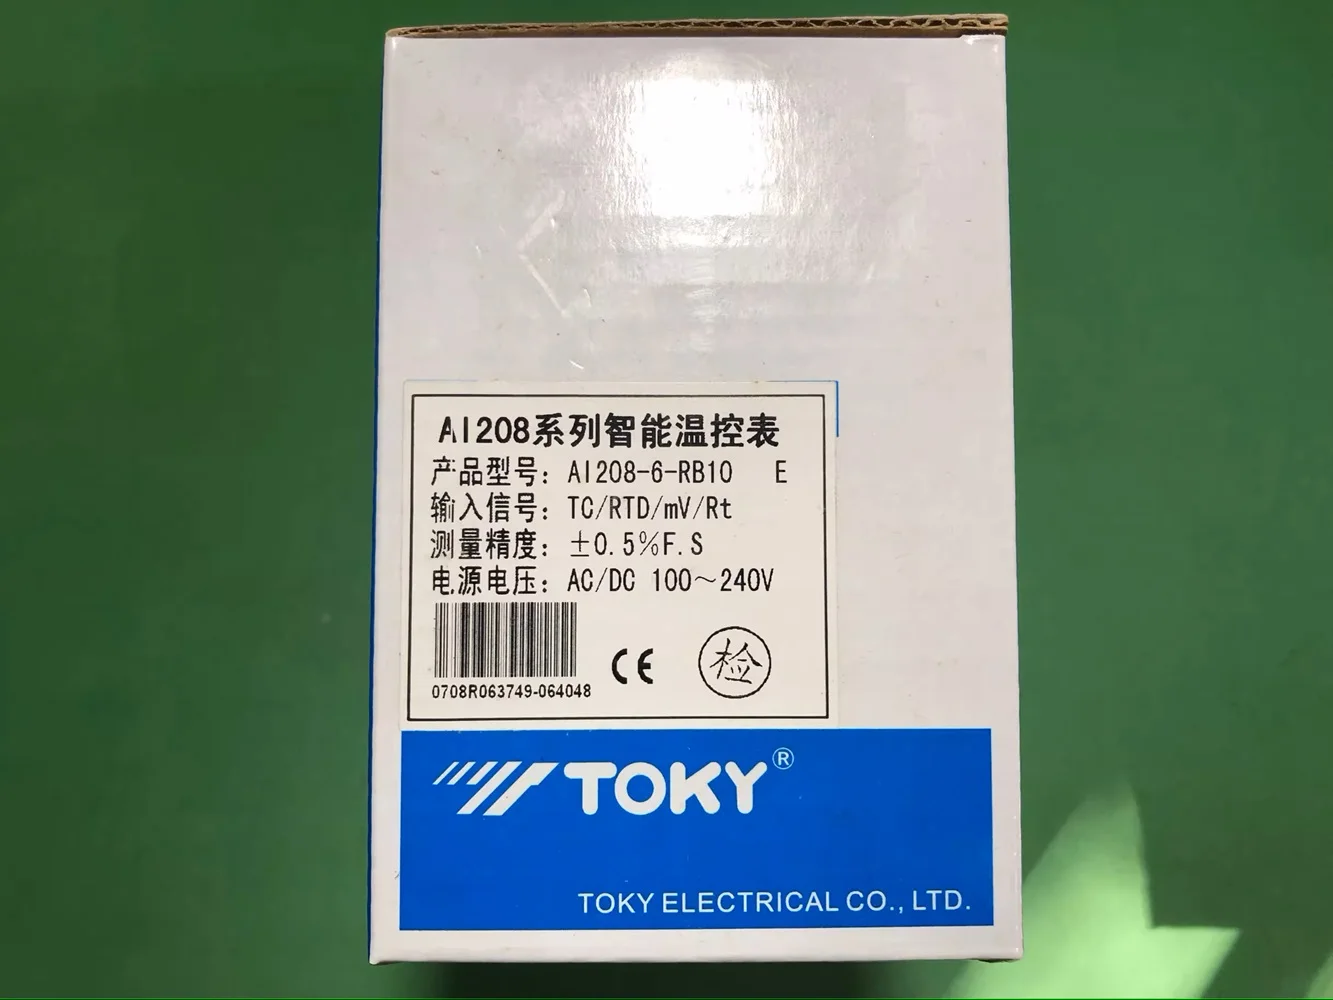 AI208系列智能温控表
产品型号: AI208-6-RB10 E
输入信号: TC/RTD/mV/Rt
测量精度: ±0.5%F.S
电源电压: AC/DC 100～240V
0708R063749-064048
CE
检
TOKY®
TOKY ELECTRICAL CO., LTD.